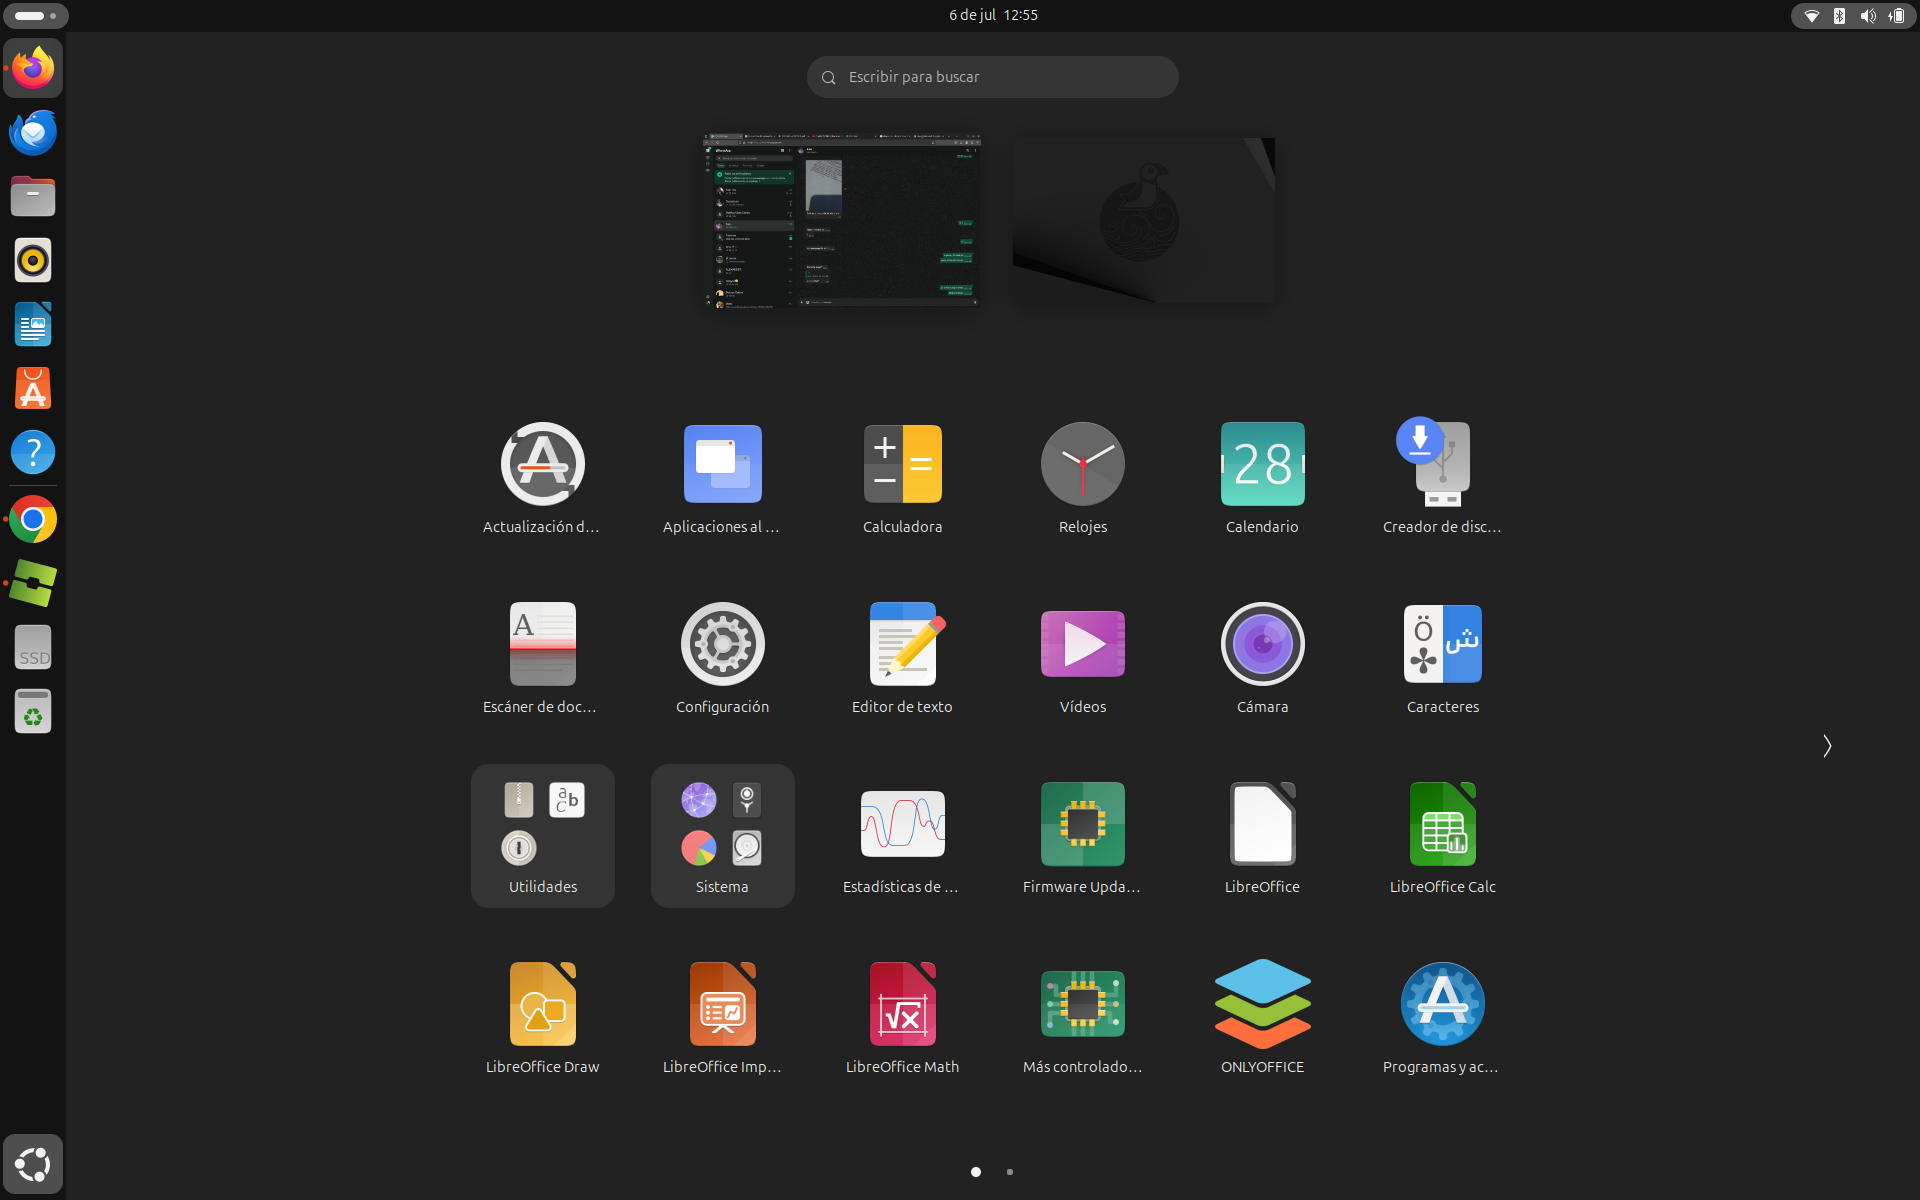 6 de jul 12:55
Escribir para buscar
WhatsApp
Actualización d...
Aplicaciones al ...
Calculadora
Relojes
28
Calendario
Creador de disc...
A
Escáner de doc...
Configuración
Editor de texto
Vídeos
Cámara
Ö ش
Caracteres
SSD
Utilidades
Sistema
Estadísticas de ...
Firmware Upda...
LibreOffice
LibreOffice Calc
LibreOffice Draw
LibreOffice Imp...
LibreOffice Math
Más controlado...
ONLYOFFICE
Programas y ac...